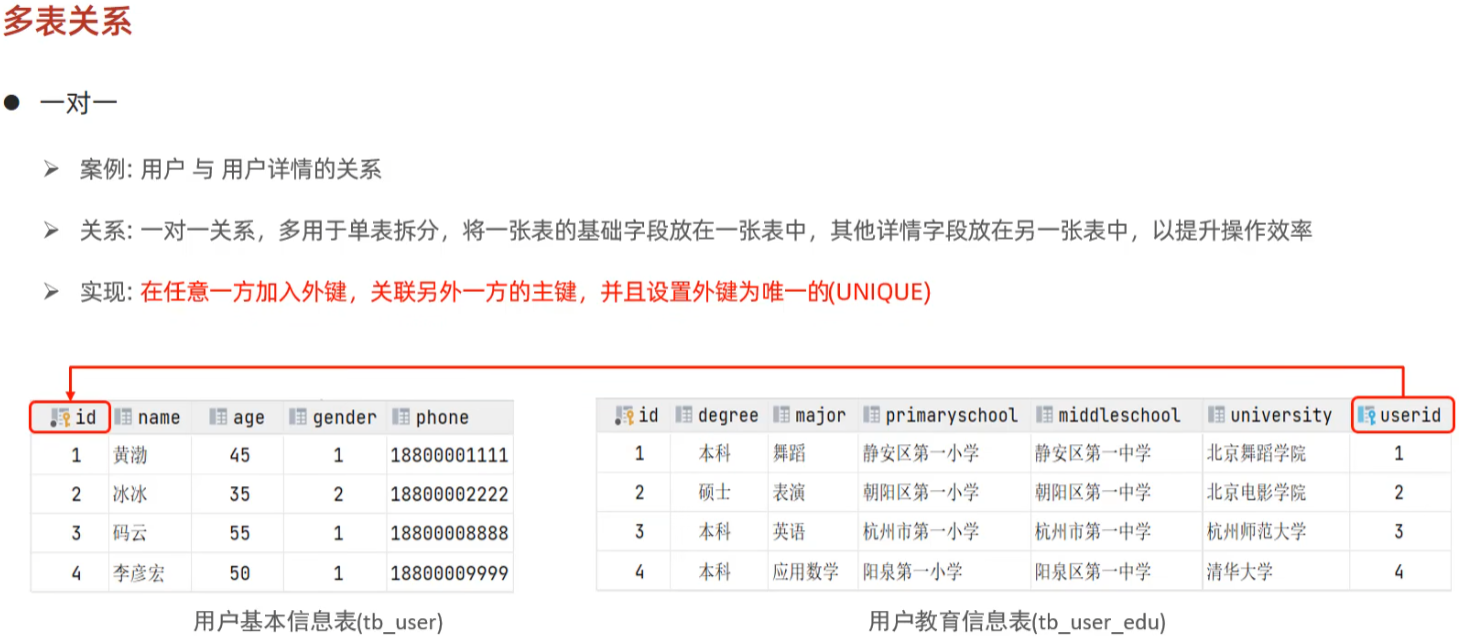 多表关系
● 一对一
➢ 案例: 用户 与 用户详情的关系
➢ 关系: 一对一关系，多用于单表拆分，将一张表的基础字段放在一张表中，其他详情字段放在另一张表中，以提升操作效率
➢ 实现: 在任意一方加入外键，关联另外一方的主键，并且设置外键为唯一的(UNIQUE)
id name age gender phone
1 黄渤 45 1 18800001111
2 冰冰 35 2 18800002222
3 码云 55 1 18800008888
4 李彦宏 50 1 18800009999
用户基本信息表(tb_user)
id degree major primaryschool middleschool university userid
1 本科 舞蹈 静安区第一小学 静安区第一中学 北京舞蹈学院 1
2 硕士 表演 朝阳区第一小学 朝阳区第一中学 北京电影学院 2
3 本科 英语 杭州市第一小学 杭州市第一中学 杭州师范大学 3
4 本科 应用数学 阳泉第一小学 阳泉区第一中学 清华大学 4
用户教育信息表(tb_user_edu)